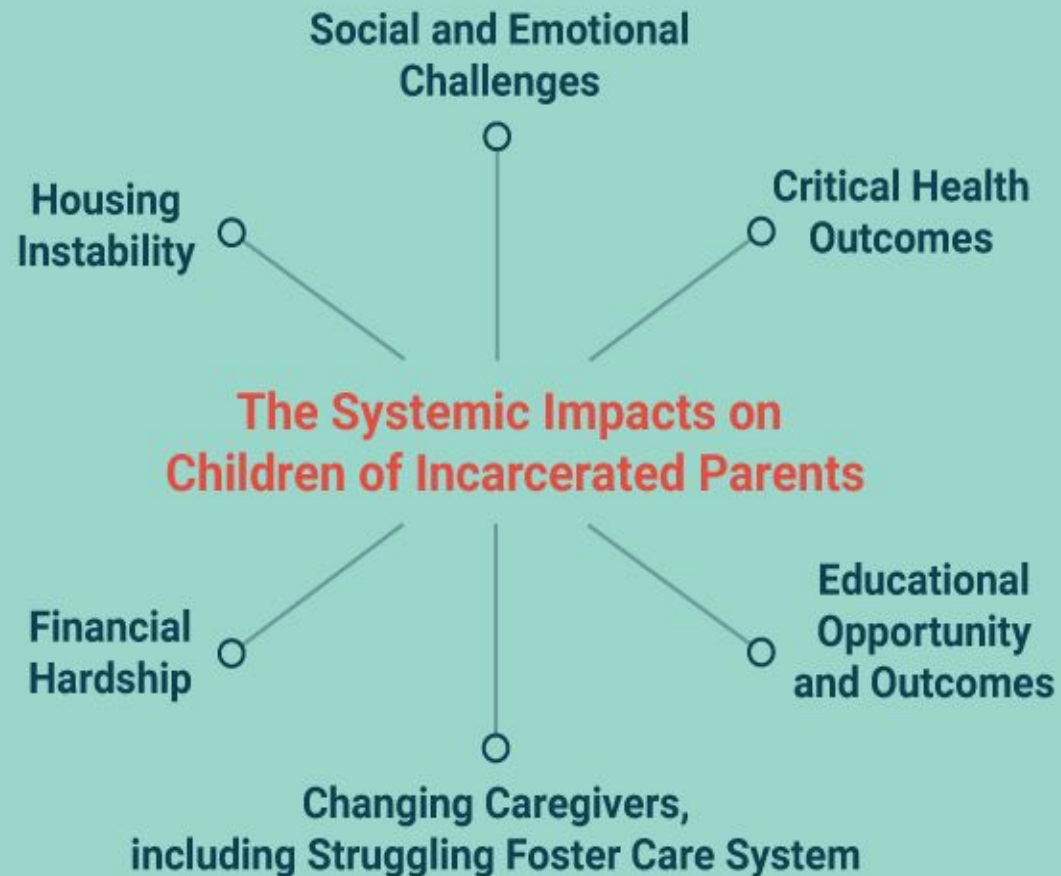 Social and Emotional
Challenges
Housing
Instability
Critical Health
Outcomes
The Systemic Impacts on
Children of Incarcerated Parents
Financial
Hardship
Educational
Opportunity
and Outcomes
Changing Caregivers,
including Struggling Foster Care System